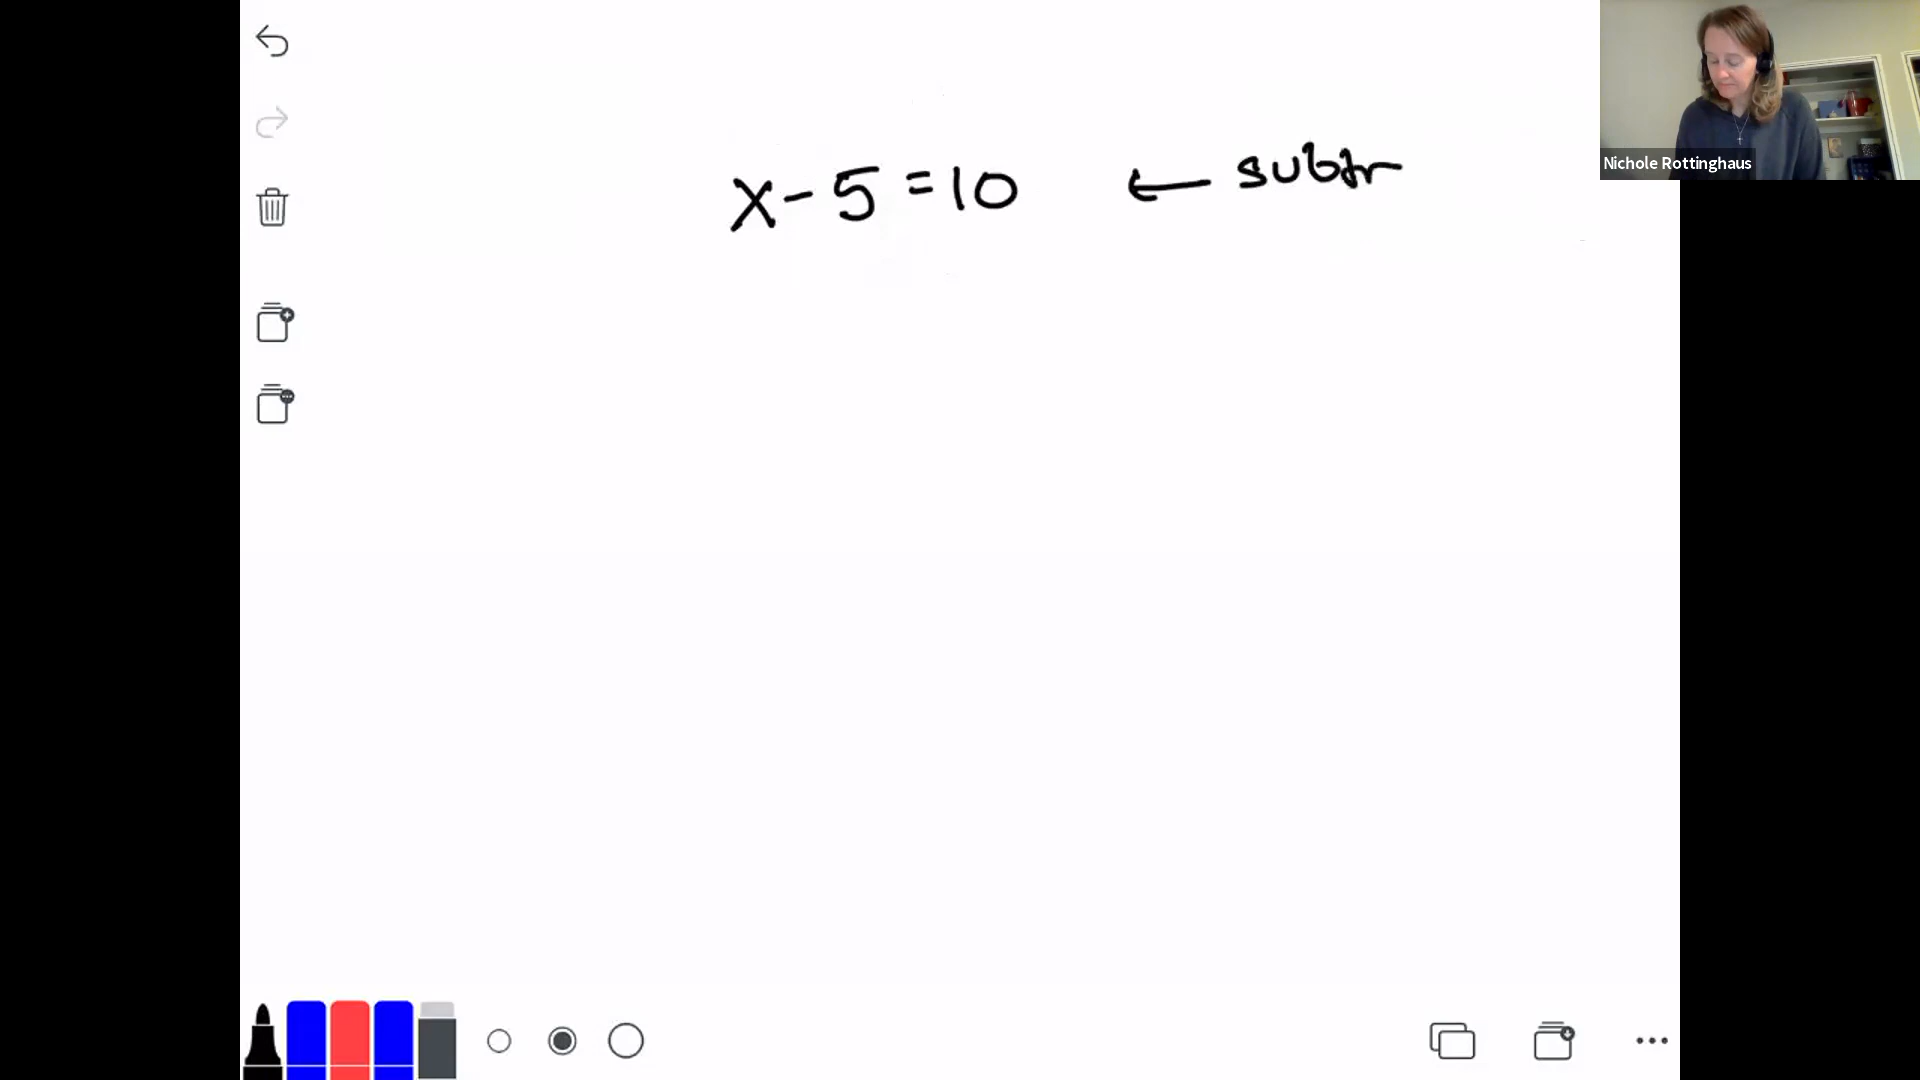 x - 5 = 10 ← subtr
Nichole Rottinghaus